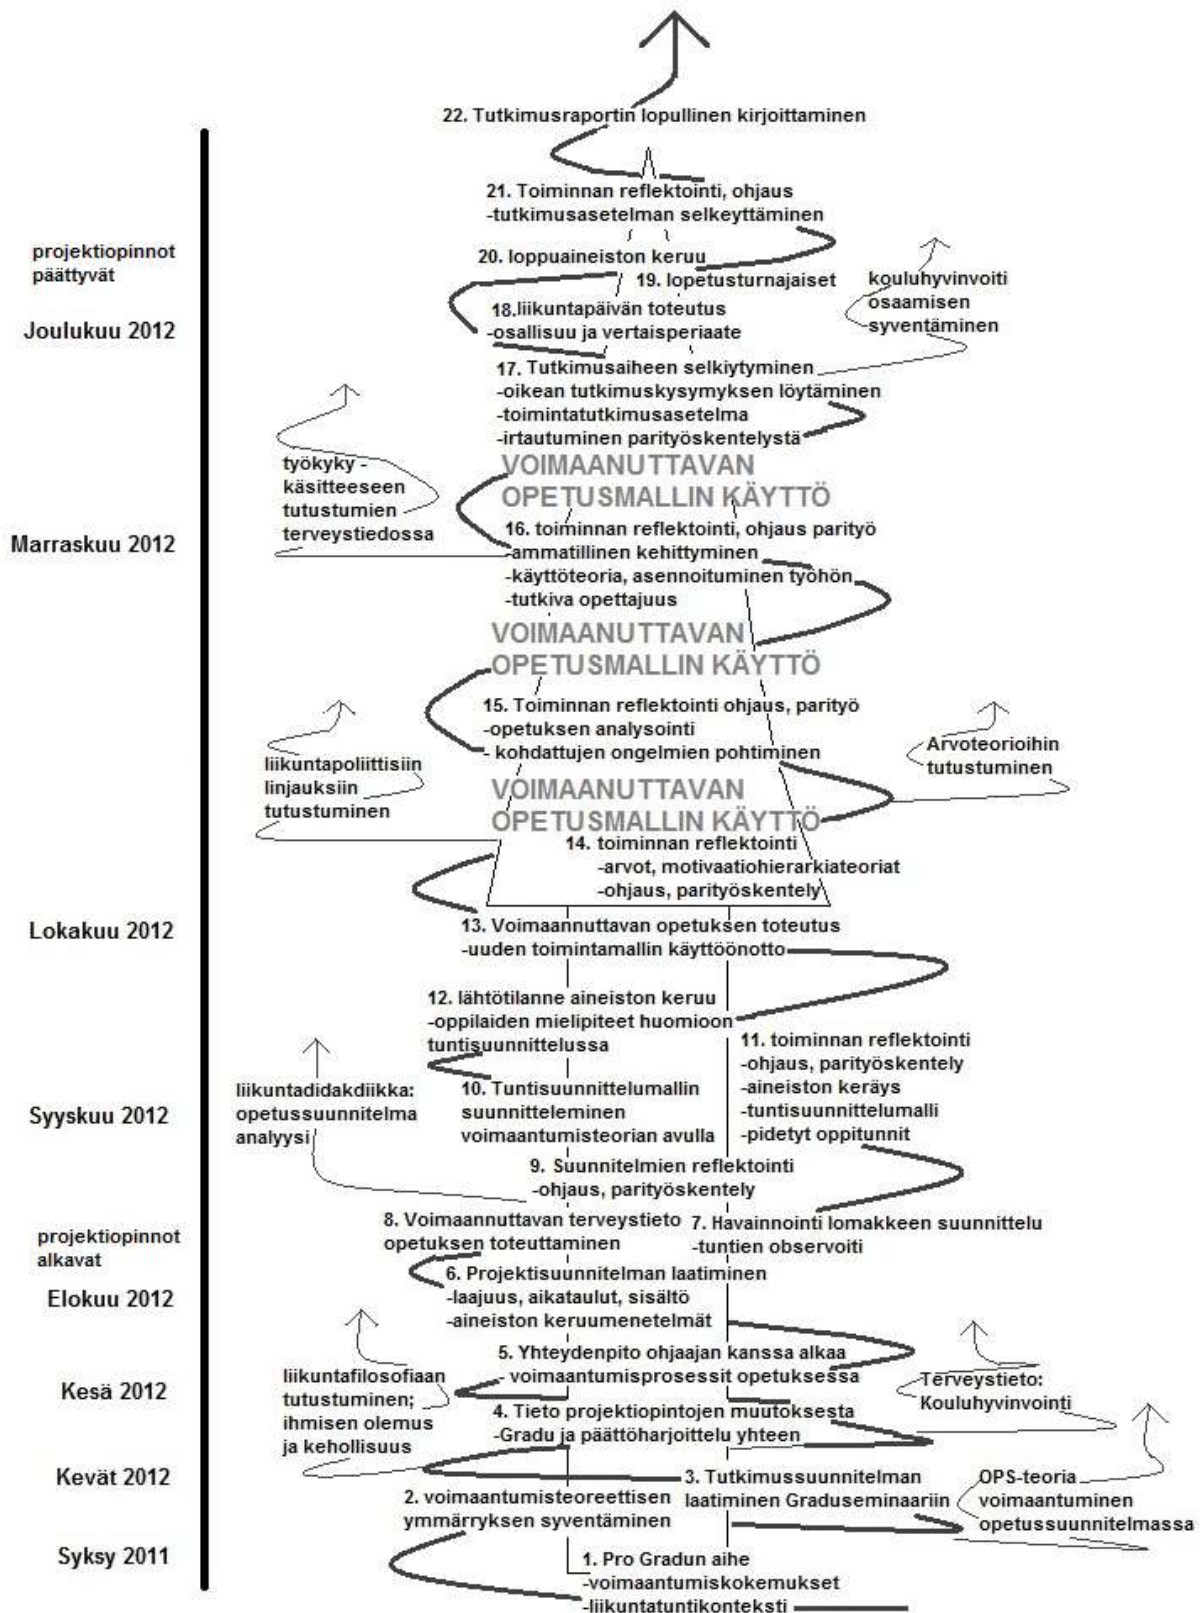 22. Tutkimusraportin lopullinen kirjoittaminen
21. Toiminnan reflektointi, ohjaus
-tutkimusasetelman selkeyttäminen
projektiopinnot
päättyvät
20. loppuaineiston keruu
19. lopetusturnajaiset
kouluhyvinvoiti
osaamisen
syventäminen
Joulukuu 2012
18.liikuntapäivän toteutus
-osallisuu ja vertaisperiaate
17. Tutkimusaiheen selkiytyminen
-oikean tutkimuskysymyksen löytäminen
-toimintatutkimusasetelma
-irtautuminen parityöskentelystä
työkyky -
käsitteeseen
tutustumien
terveystiedossa
VOIMAANUTTAVAN
OPETUSMALLIN KÄYTTÖ
Marraskuu 2012
16. toiminnan reflektointi, ohjaus parityö
-ammatillinen kehittyminen
-käyttöteoria, asennoituminen työhön
-tutkiva opettajuus
VOIMAANUTTAVAN
OPETUSMALLIN KÄYTTÖ
15. Toiminnan reflektointi ohjaus, parityö
-opetuksen analysointi
- kohdattujen ongelmien pohtiminen
liikuntapoliittisiin
linjauksiin
tutustuminen
Arvoteorioihin
tutustuminen
VOIMAANUTTAVAN
OPETUSMALLIN KÄYTTÖ
14. toiminnan reflektointi
-arvot, motivaatiohierarkiateoriat
-ohjaus, parityöskentely
Lokakuu 2012
13. Voimaannuttavan opetuksen toteutus
-uuden toimintamallin käyttöönotto
12. lähtötilanne aineiston keruu
-oppilaiden mielipiteet huomioon
tuntisuunnittelussa
11. toiminnan reflektointi
-ohjaus, parityöskentely
-aineiston keräys
-tuntisuunnittelumalli
-pidetyt oppitunnit
liikuntadidakdiikka:
opetussuunnitelma
analyysi
Syyskuu 2012
10. Tuntisuunnittelumallin
suunnitteleminen
voimaantumisteorian avulla
9. Suunnitelmien reflektointi
-ohjaus, parityöskentely
8. Voimaannuttavan terveystieto
opetuksen toteuttaminen
7. Havainnointi lomakkeen suunnittelu
-tuntien observoiti
projektiopinnot
alkavat
Elokuu 2012
6. Projektisuunnitelman laatiminen
-laajuus, aikataulut, sisältö
-aineiston keruumenetelmät
5. Yhteydenpito ohjaajan kanssa alkaa
- voimaantumisprosessit opetuksessa
liikuntafilosofiaan
tutustuminen;
ihmisen olemus
ja kehollisuus
Terveystieto:
Kouluhyvinvointi
Kesä 2012
4. Tieto projektiopintojen muutoksesta
-Gradu ja päättöharjoittelu yhteen
Kevät 2012
3. Tutkimussuunnitelman
laatiminen Graduseminaariin
OPS-teoria
voimaantuminen
opetussuunnitelmassa
2. voimaantumisteoreettisen
ymmärryksen syventäminen
Syksy 2011
1. Pro Gradun aihe
-voimaantumiskokemukset
-liikuntatuntikonteksti